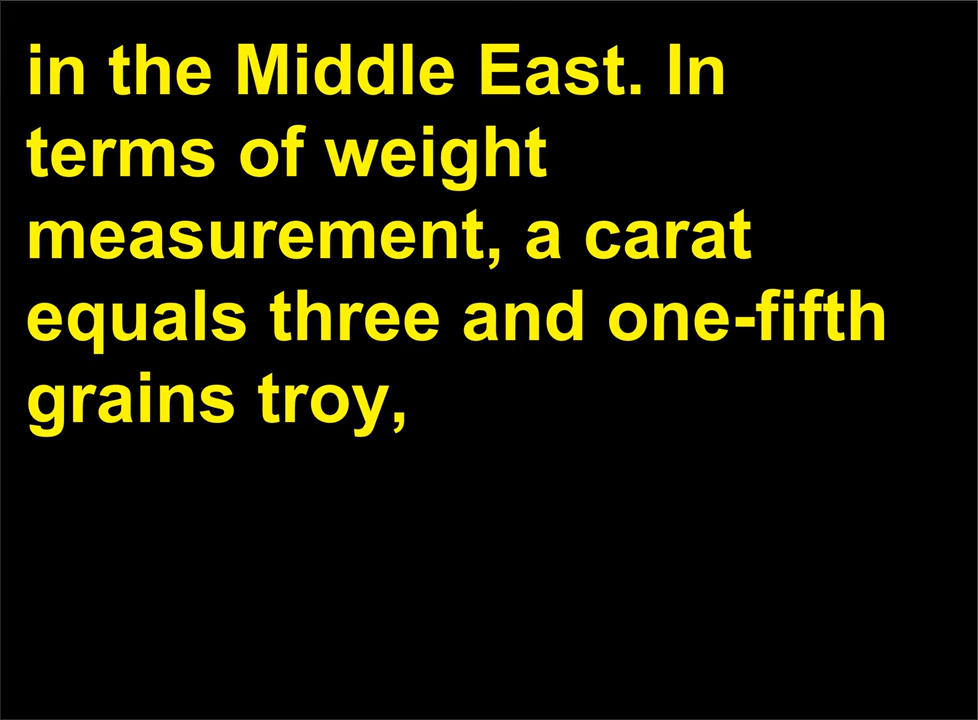 in the Middle East. In
terms of weight
measurement, a carat
equals three and one-fifth
grains troy,